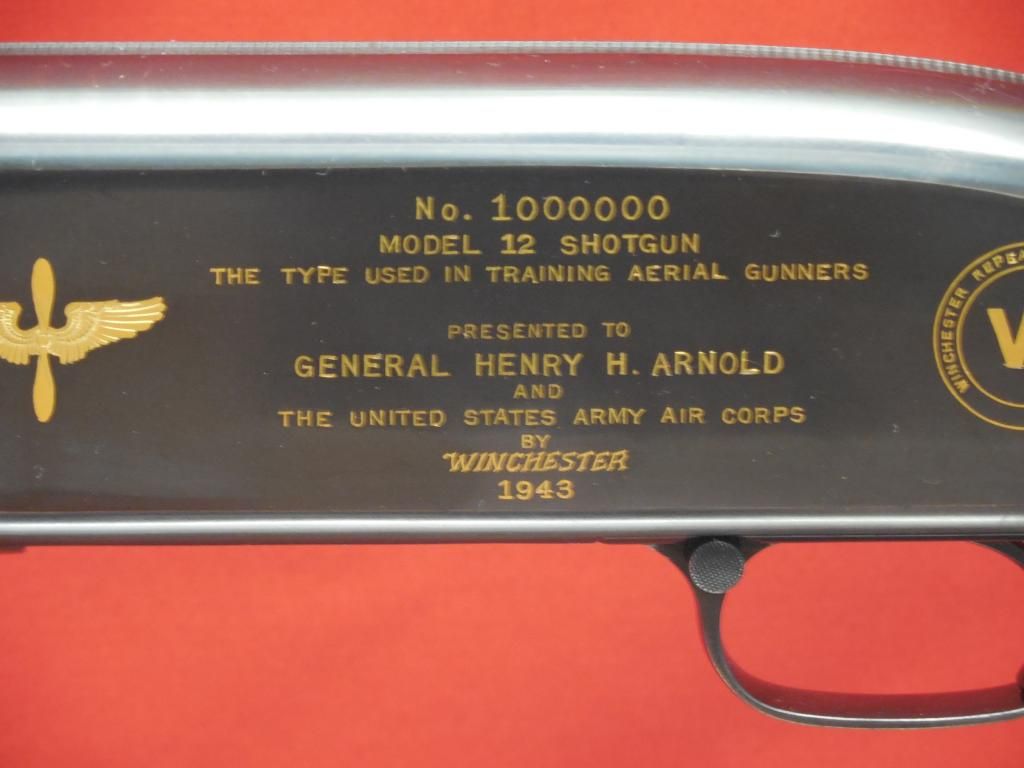 No. 1000000
MODEL 12 SHOTGUN
THE TYPE USED IN TRAINING AERIAL GUNNERS
PRESENTED TO
GENERAL HENRY H. ARNOLD
AND
THE UNITED STATES ARMY AIR CORPS
BY
WINCHESTER
1943
WINCHESTER
W